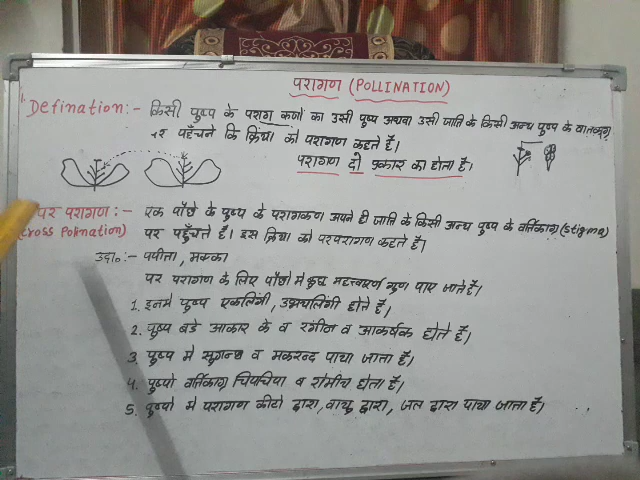 परागण (POLLINATION)
1. Defination:- किसी पुष्प के पराग कणों का उसी पुष्प अथवा उसी जाति के किसी अन्य पुष्प के
पर पहुँचने कि क्रिया को परागण कहते हैं।
परागण दो प्रकार का होता है।
पर परागण :- एक पौधे के पुष्प के परागकण अपने ही जाति के किसी अन्य पुष्प के वर्तिकाग्र (stigma)
(Cross Pollination) पर पहुँचते है। इस क्रिया को परपरागण कहते हैं।
उदा०:- पपीता, मक्का
पर परागण के लिए पौधो मे कुछ महत्त्वपूर्ण गुण पाए जाते हैं।
1. इनमे पुष्प एकलिंगी, उभयलिंगी होते हैं।
2. पुष्प बडे आकार के व रंगीन व आकर्षक होते हैं।
3. पुष्प मे सुगन्ध व मकरन्द पाया जाता है।
4. पुष्पो वर्तिकाग्र चिपचिपा व रोमीय होता है।
5. पुष्पो मे परागण कीटो द्वारा, वायु द्वारा, जल द्वारा पाया जाता है।